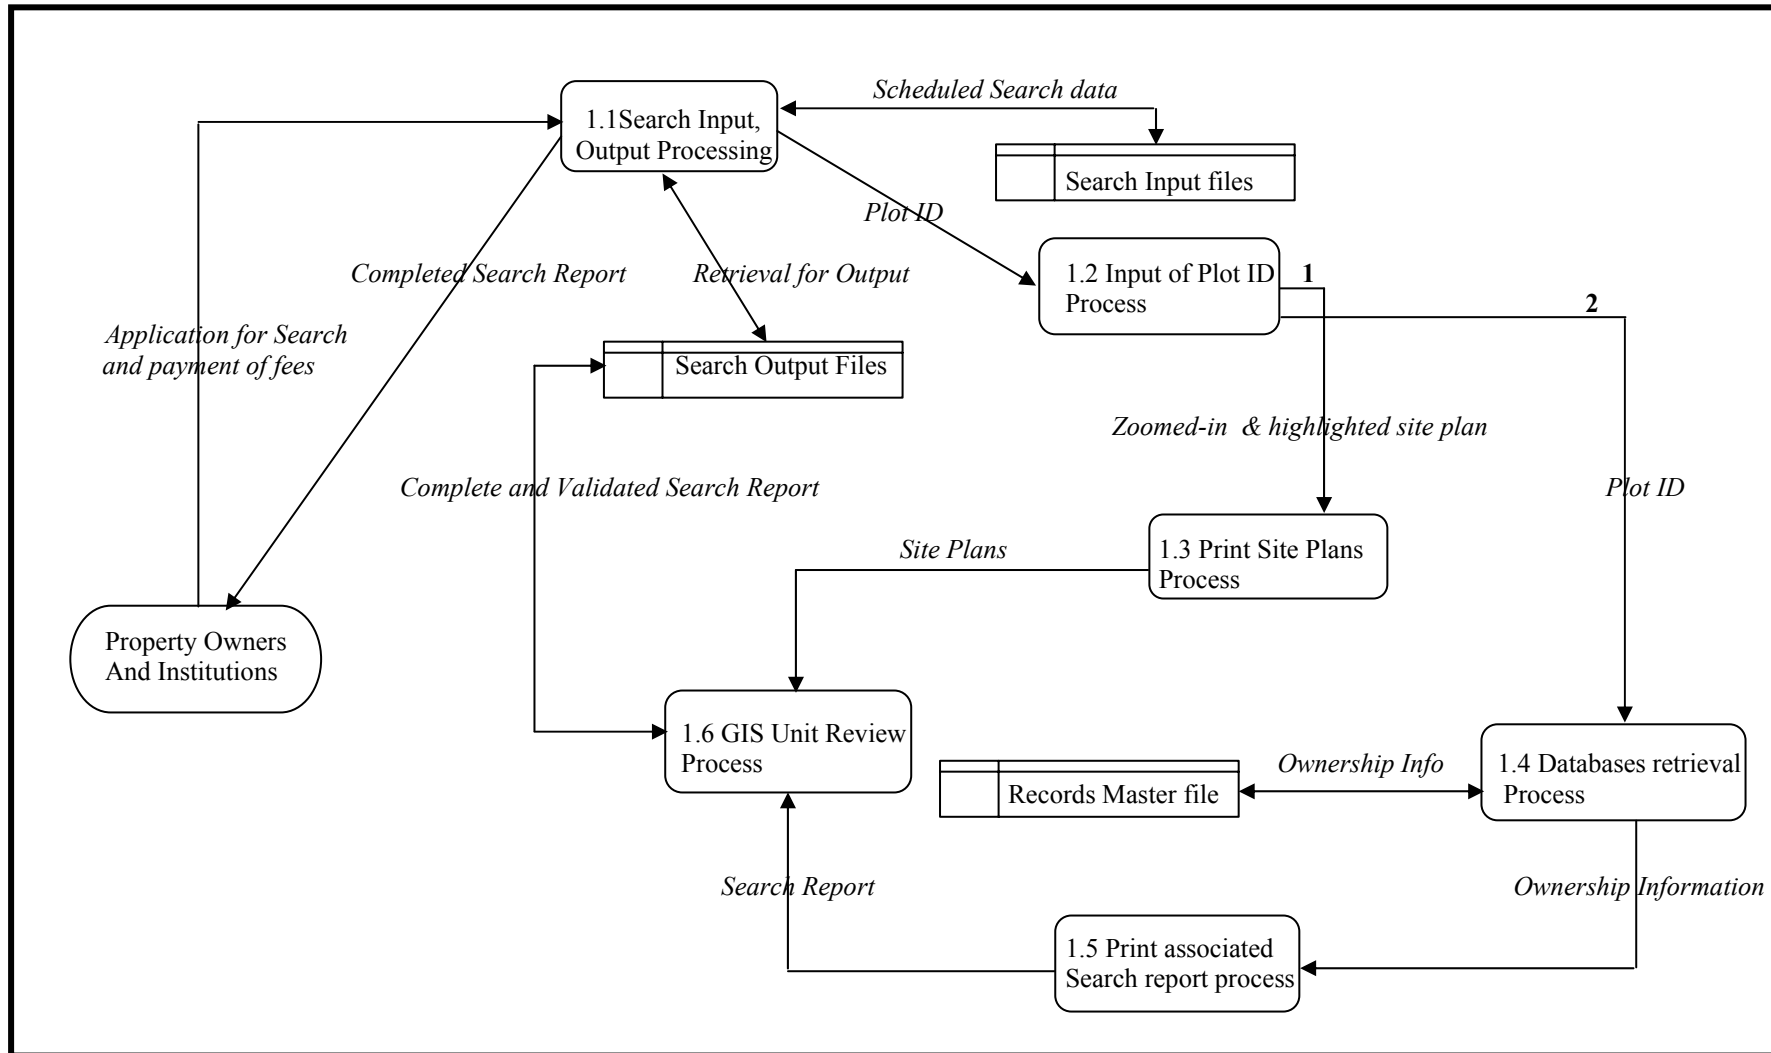 Scheduled Search data
1.1Search Input,
Output Processing
Search Input files
Plot ID
Completed Search Report
Retrieval for Output
1.2 Input of Plot ID
Process
1
2
Application for Search
and payment of fees
Search Output Files
Zoomed-in & highlighted site plan
Complete and Validated Search Report
Plot ID
Site Plans
1.3 Print Site Plans
Process
Property Owners
And Institutions
1.6 GIS Unit Review
Process
Ownership Info
1.4 Databases retrieval
Process
Records Master file
Search Report
Ownership Information
1.5 Print associated
Search report process